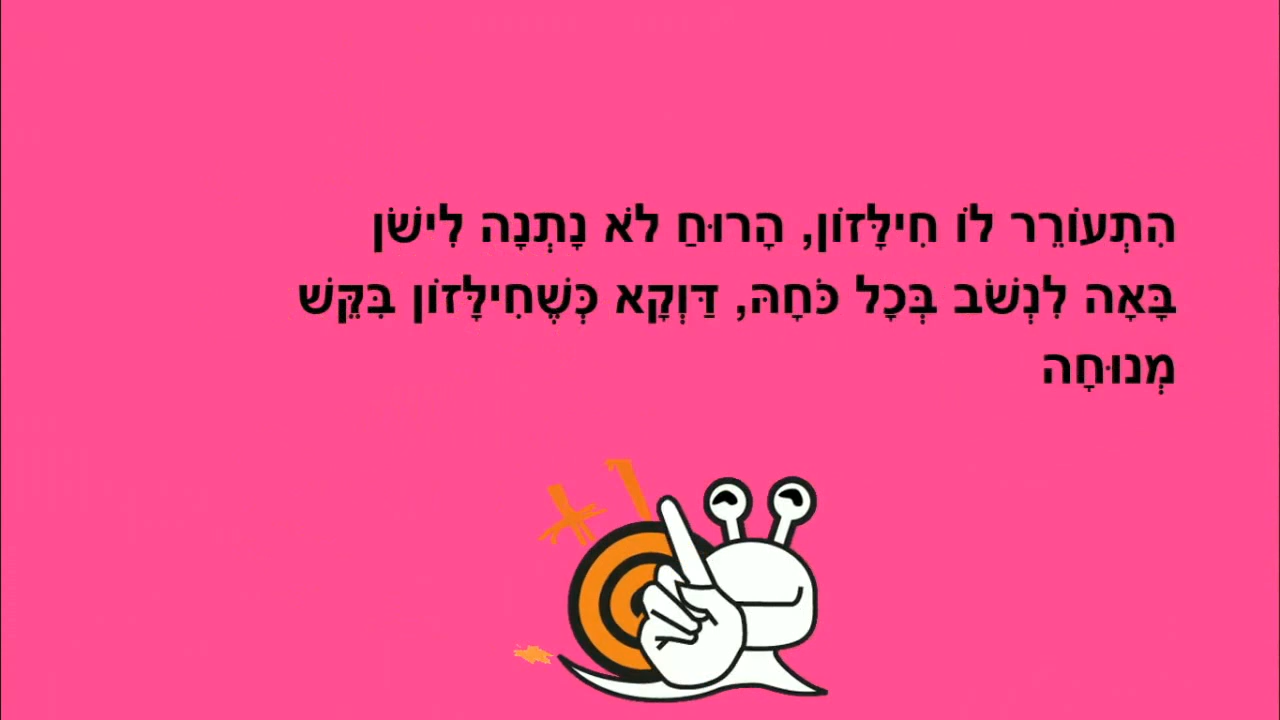 הִתְעוֹרֵר לוֹ חִילָּזוֹן, הָרוּחַ לֹא נָתְנָה לִישֹׁן
בָּאָה לִנְשֹׁב בְּכָל כֹּחָהּ, דַּוְקָא כְּשֶׁחִילָּזוֹן בִּקֵּשׁ
מְנוּחָה